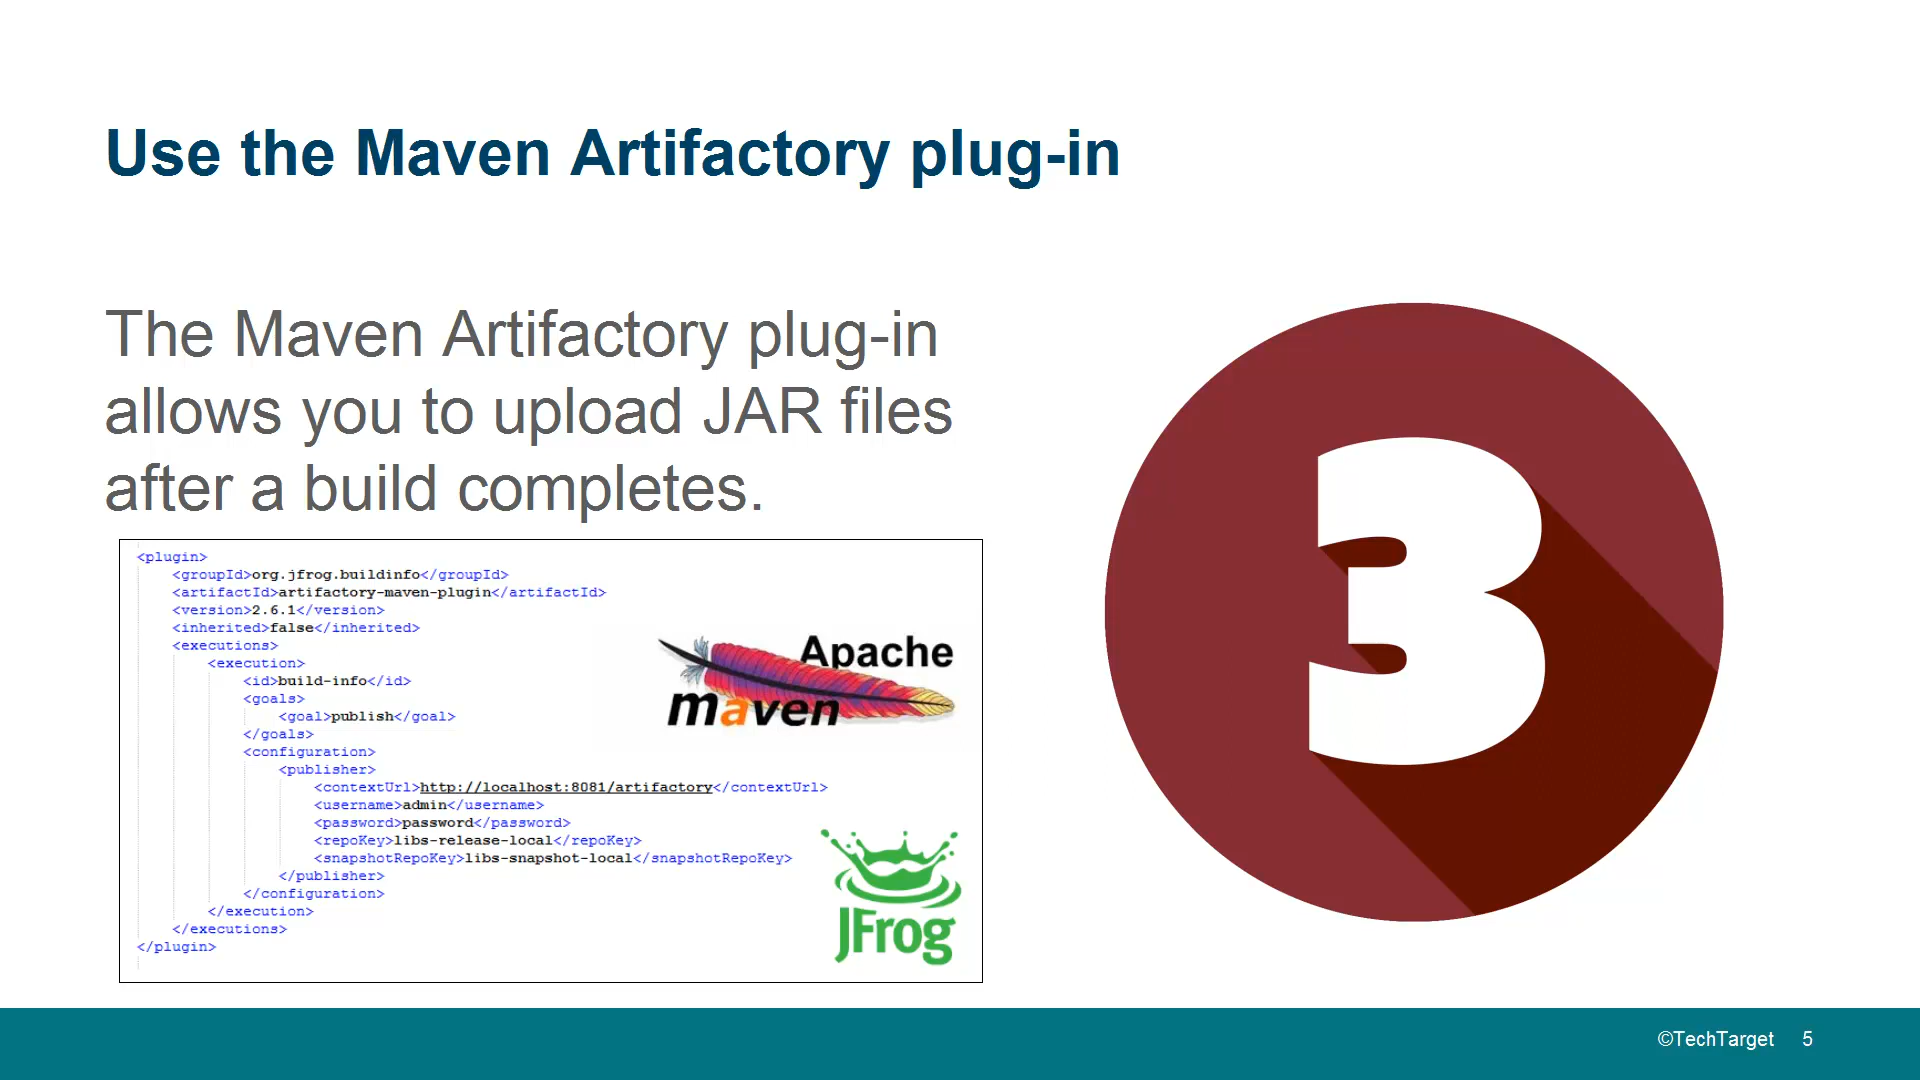 Use the Maven Artifactory plug-in
The Maven Artifactory plug-in
allows you to upload JAR files
after a build completes.
<plugin>
<groupId>org.jfrog.buildinfo</groupId>
<artifactId>artifactory-maven-plugin</artifactId>
<version>2.6.1</version>
<inherited>false</inherited>
<executions>
<execution>
<id>build-info</id>
<goals>
<goal>publish</goal>
</goals>
<configuration>
<publisher>
<contextUrl>http://localhost:8081/artifactory</contextUrl>
<username>admin</username>
<password>password</password>
<repoKey>libs-release-local</repoKey>
<snapshotRepoKey>libs-snapshot-local</snapshotRepoKey>
</publisher>
</configuration>
</execution>
</executions>
</plugin>
Apache
maven
JFrog
3
©TechTarget 5